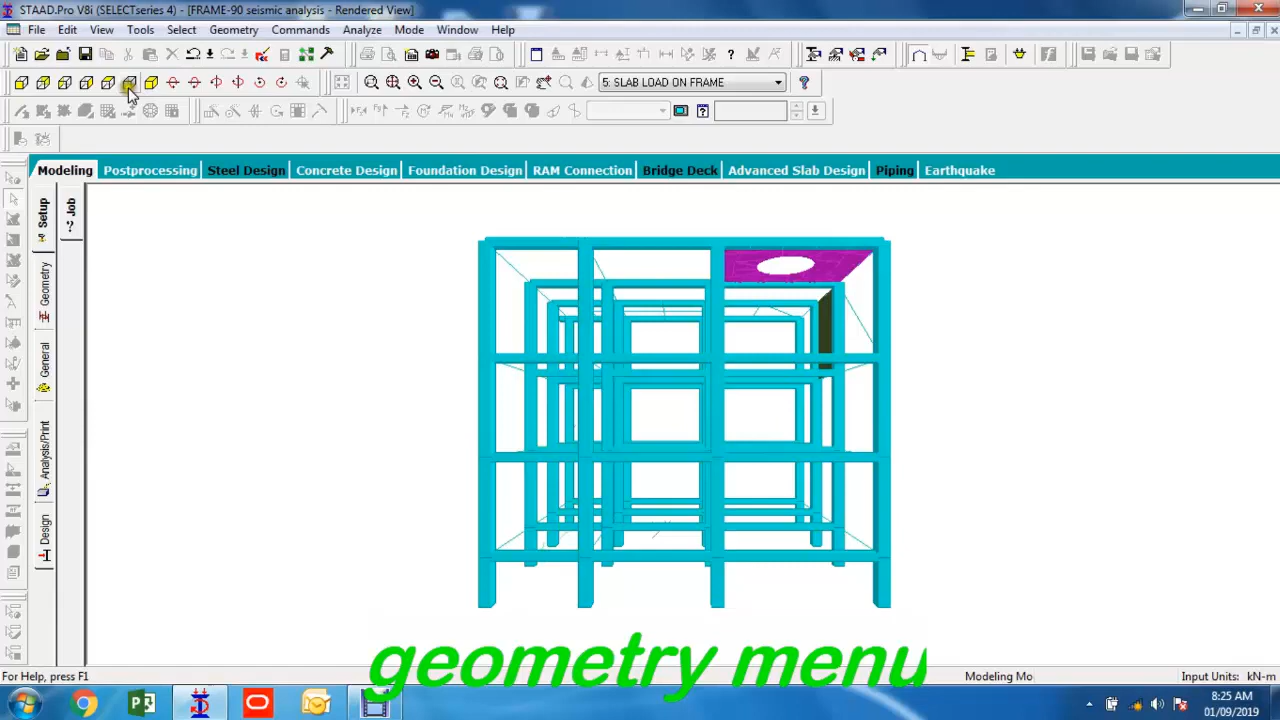 STAAD.Pro V8i (SELECTseries 4) - [FRAME-90 seismic analysis - Rendered View]
File Edit View Tools Select Geometry Commands Analyze Mode Window Help
5: SLAB LOAD ON FRAME
Modeling Postprocessing Steel Design Concrete Design Foundation Design RAM Connection Bridge Deck Advanced Slab Design Piping Earthquake
Setup
Job
Geometry
General
Analysis/Print
Design
geometry menu
For Help, press F1
Modeling Mo
Input Units: kN-m
8:25 AM
01/09/2019